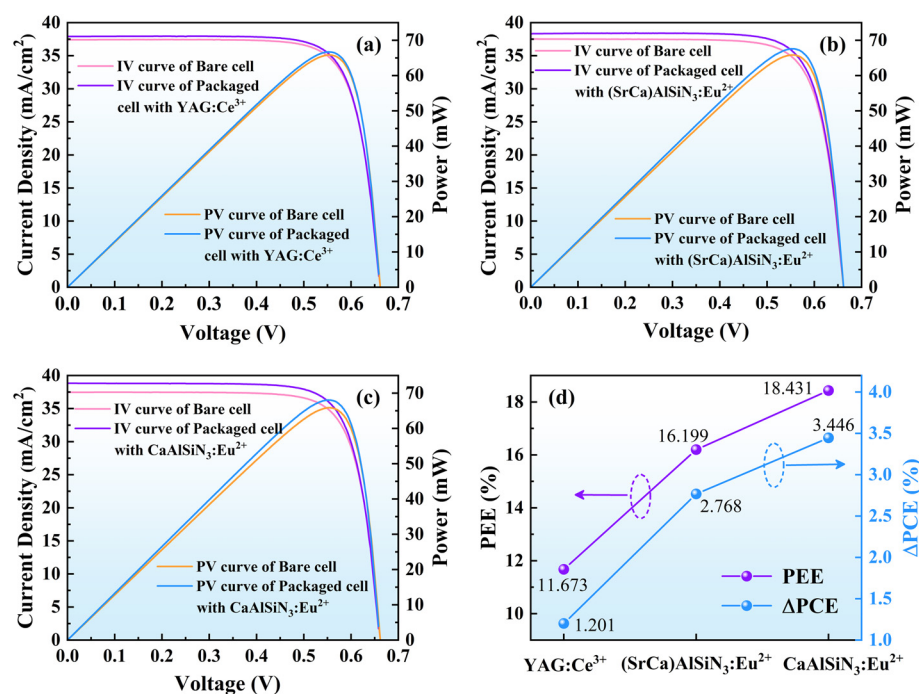 (a)
IV curve of Bare cell
IV curve of Packaged
cell with YAG:Ce³⁺
PV curve of Bare cell
PV curve of Packaged
cell with YAG:Ce³⁺
Current Density (mA/cm²)
40
35
30
25
20
15
10
5
0
0.0 0.1 0.2 0.3 0.4 0.5 0.6 0.7
Voltage (V)
70
60
50
40
30
20
10
0
Power (mW)
(b)
IV curve of Bare cell
IV curve of Packaged cell
with (SrCa)AlSiN₃:Eu²⁺
PV curve of Bare cell
PV curve of Packaged cell
with (SrCa)AlSiN₃:Eu²⁺
Current Density (mA/cm²)
40
35
30
25
20
15
10
5
0
0.0 0.1 0.2 0.3 0.4 0.5 0.6 0.7
Voltage (V)
70
60
50
40
30
20
10
0
Power (mW)
(c)
IV curve of Bare cell
IV curve of Packaged cell
with CaAlSiN₃:Eu²⁺
PV curve of Bare cell
PV curve of Packaged cell
with CaAlSiN₃:Eu²⁺
Current Density (mA/cm²)
40
35
30
25
20
15
10
5
0
0.0 0.1 0.2 0.3 0.4 0.5 0.6 0.7
Voltage (V)
70
60
50
40
30
20
10
0
Power (mW)
(d)
18.431
3.446
16.199
2.768
11.673
1.201
PEE
ΔPCE
PEE (%)
18
16
14
12
10
YAG:Ce³⁺ (SrCa)AlSiN₃:Eu²⁺ CaAlSiN₃:Eu²⁺
4.0
3.5
3.0
2.5
2.0
1.5
1.0
ΔPCE (%)